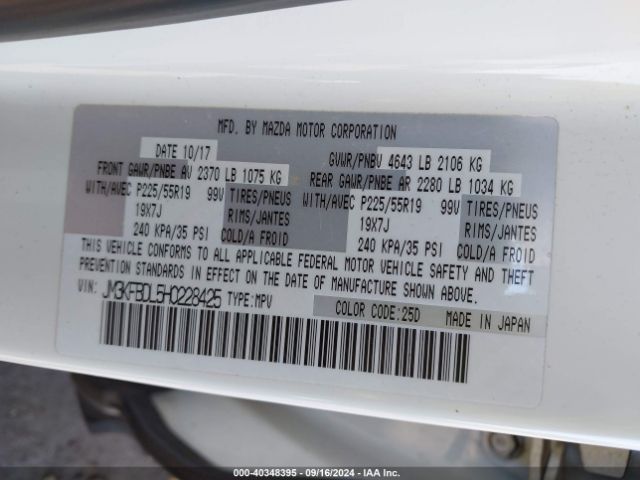 MFD. BY MAZDA MOTOR CORPORATION
DATE 10/17 GVWR/PNBV 4643 LB 2106 KG
FRONT GAWR/PNBE AV 2370 LB 1075 KG REAR GAWR/PNBE AR 2280 LB 1034 KG
WITH/AVEC P225/55R19 99V TIRES/PNEUS WITH/AVEC P225/55R19 99V TIRES/PNEUS
19X7J RIMS/JANTES 19X7J RIMS/JANTES
240 KPA/35 PSI COLD/A FROID 240 KPA/35 PSI COLD/A FROID
THIS VEHICLE CONFORMS TO ALL APPLICABLE FEDERAL MOTOR VEHICLE SAFETY AND THEFT
PREVENTION STANDARDS IN EFFECT ON THE DATE OF MANUFACTURE SHOWN ABOVE.
VIN: JM3KFBDL5H0228425 TYPE:MPV
COLOR CODE:25D MADE IN JAPAN
000-40348395 - 09/16/2024 - IAA Inc.